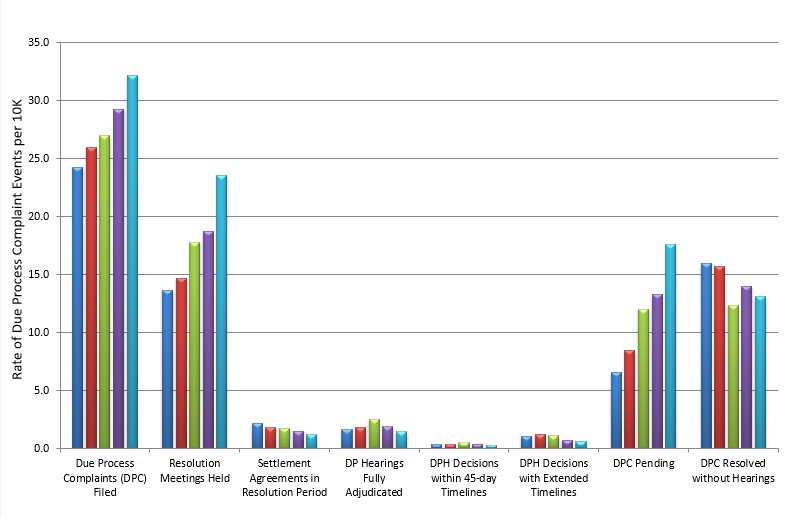 Rate of Due Process Complaint Events per 10K
35.0
30.0
25.0
20.0
15.0
10.0
5.0
0.0
Due Process
Complaints (DPC)
Filed
Resolution
Meetings Held
Settlement
Agreements in
Resolution Period
DP Hearings
Fully
Adjudicated
DPH Decisions
within 45-day
Timelines
DPH Decisions
with Extended
Timelines
DPC Pending
DPC Resolved
without Hearings